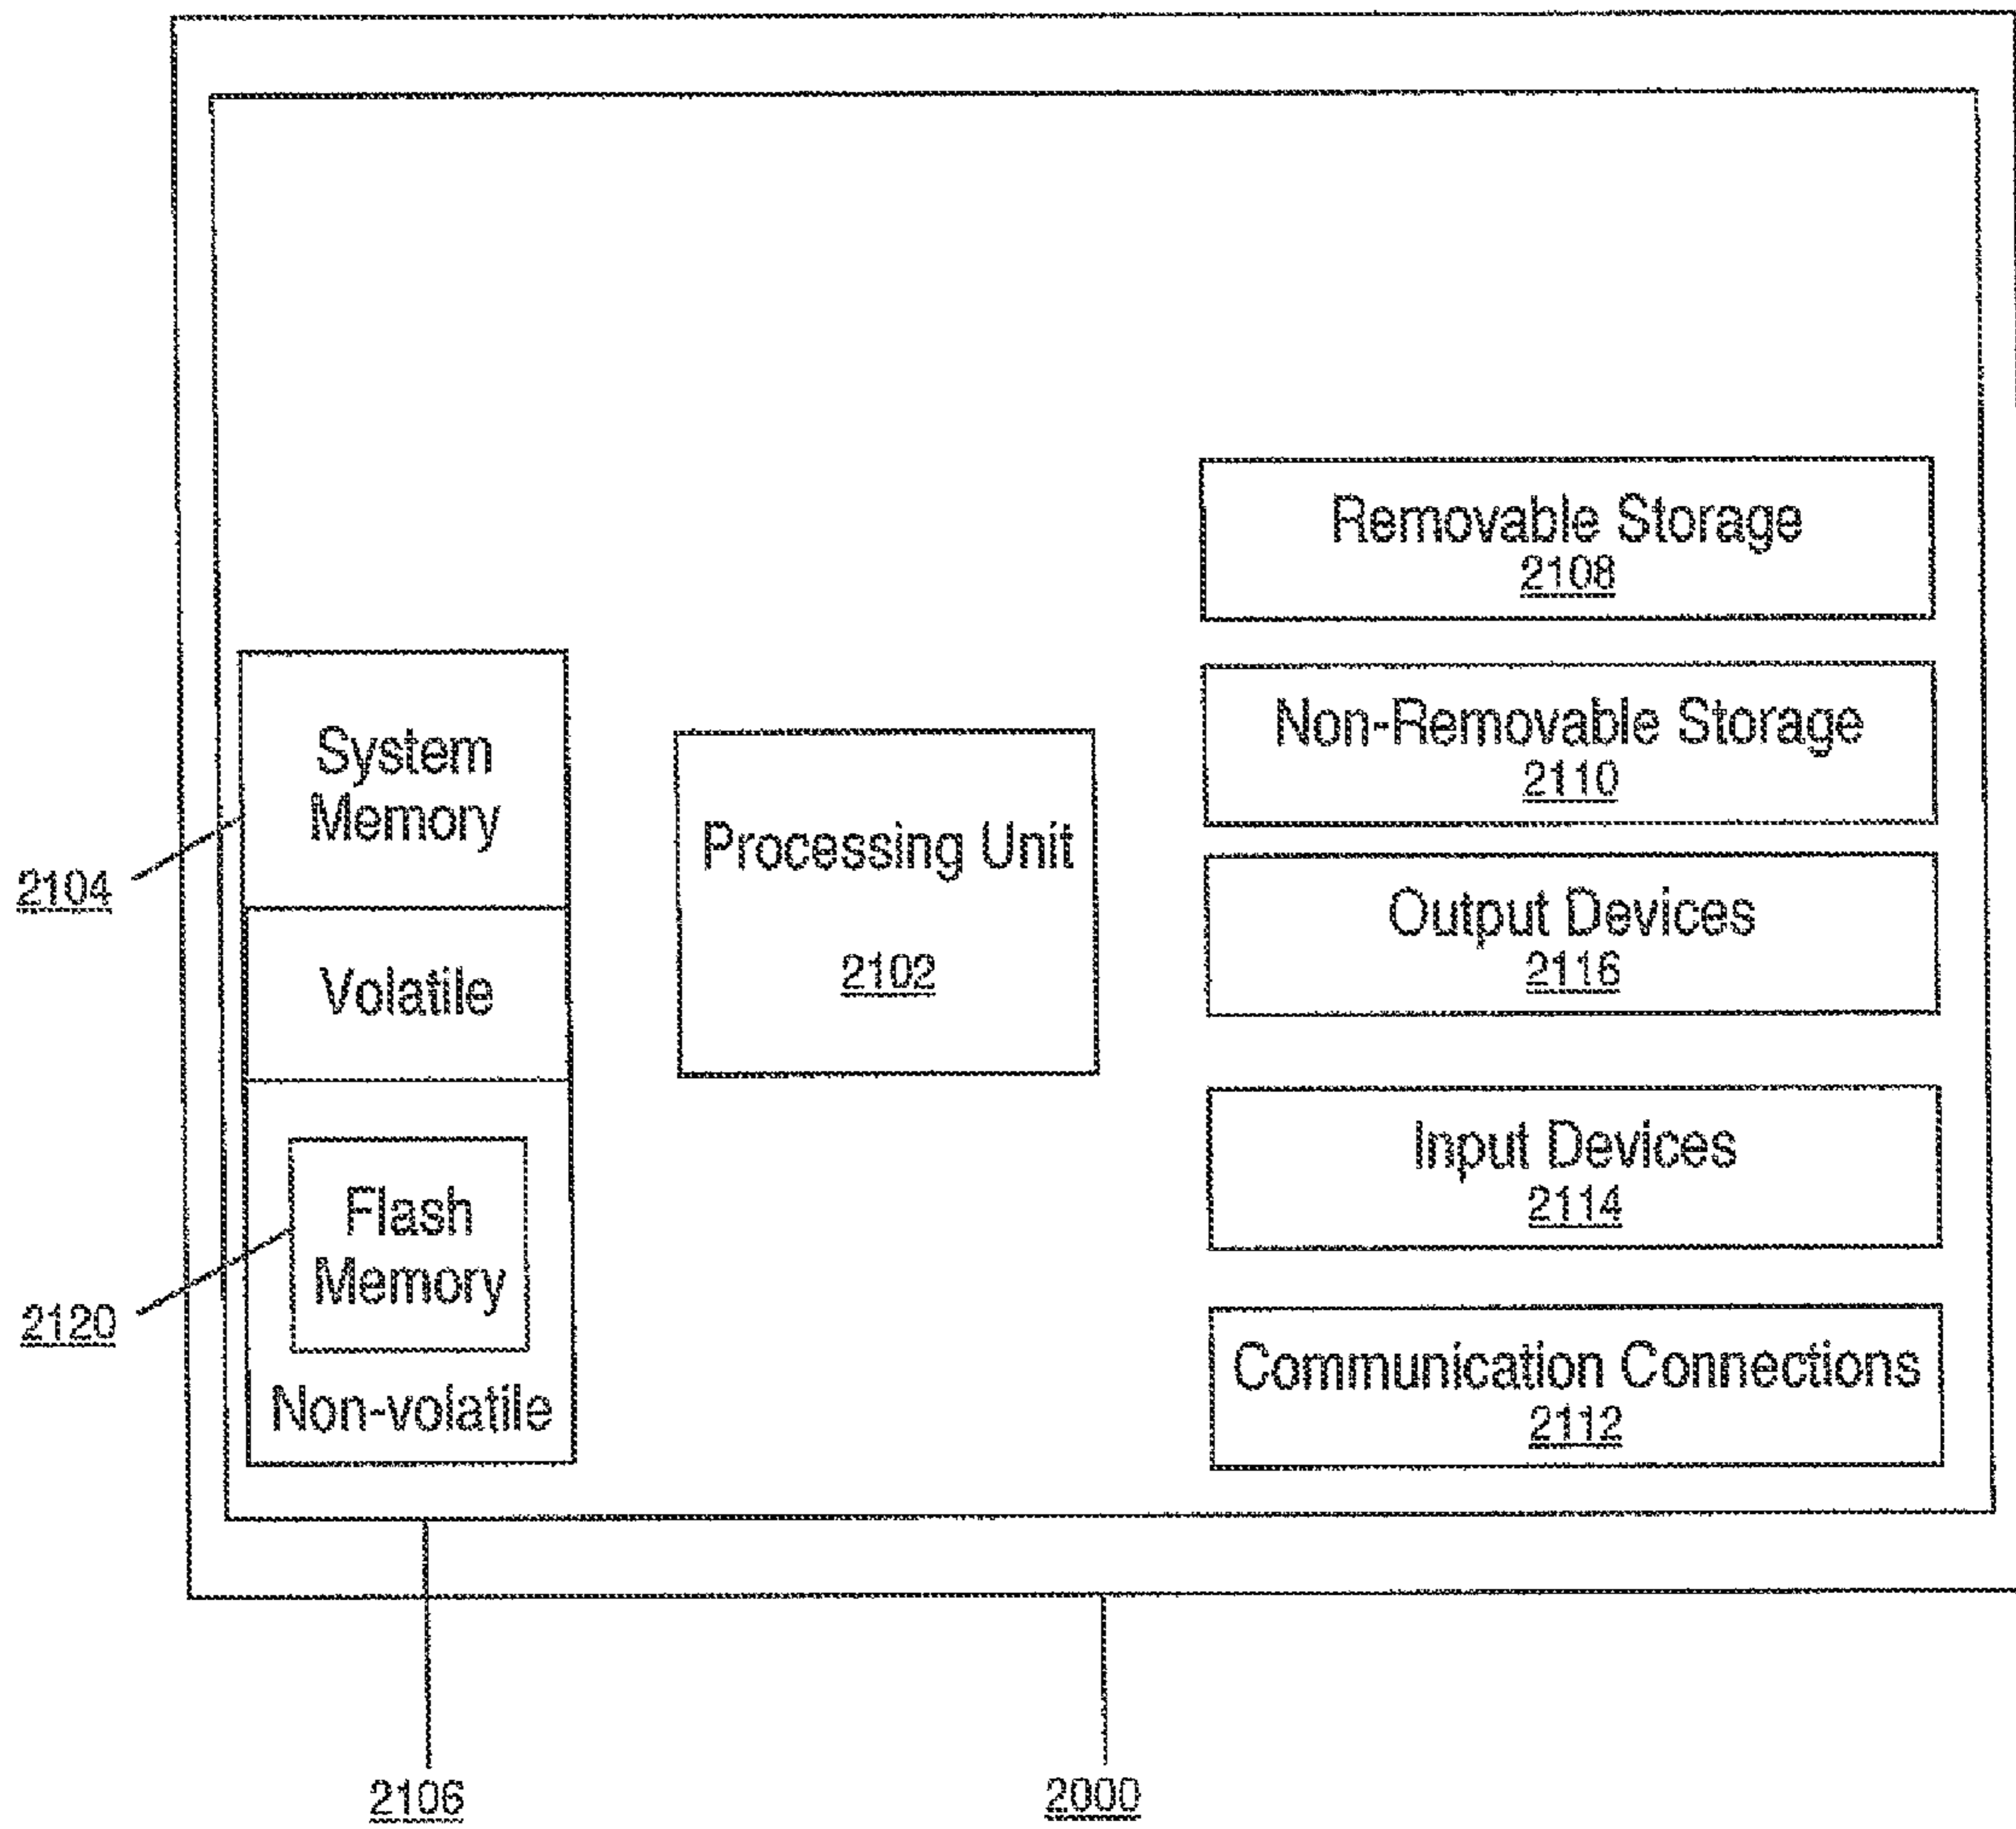 Removable Storage
2108
Non-Removable Storage
2110
System
Memory
2104
Processing Unit
2102
Output Devices
2116
Volatile
Input Devices
2114
Flash
Memory
2120
Non-volatile
Communication Connections
2112
2106
2000